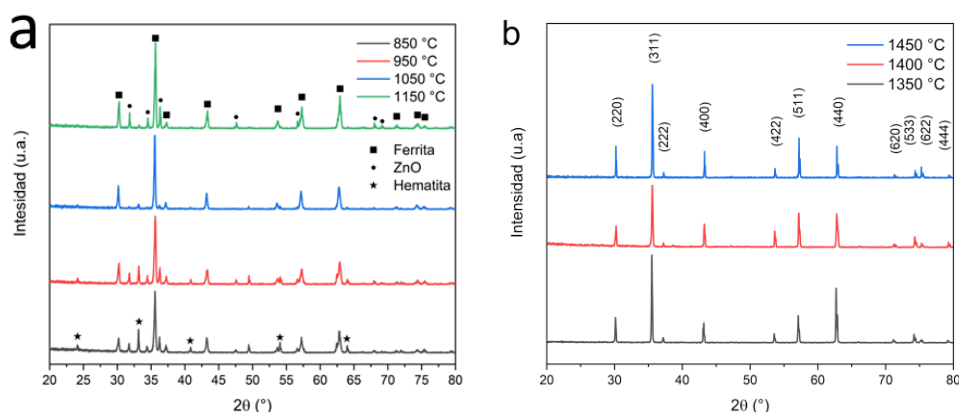 a
850 °C
950 °C
1050 °C
1150 °C
Ferrita
ZnO
Hematita
Intesidad (u.a.)
20 25 30 35 40 45 50 55 60 65 70 75 80
2θ (°)
b
1450 °C
1400 °C
1350 °C
(220)
(311)
(222)
(400)
(422)
(511)
(440)
(620)
(533)
(622)
(444)
Intensidad (u.a)
20 30 40 50 60 70 80
2θ (°)